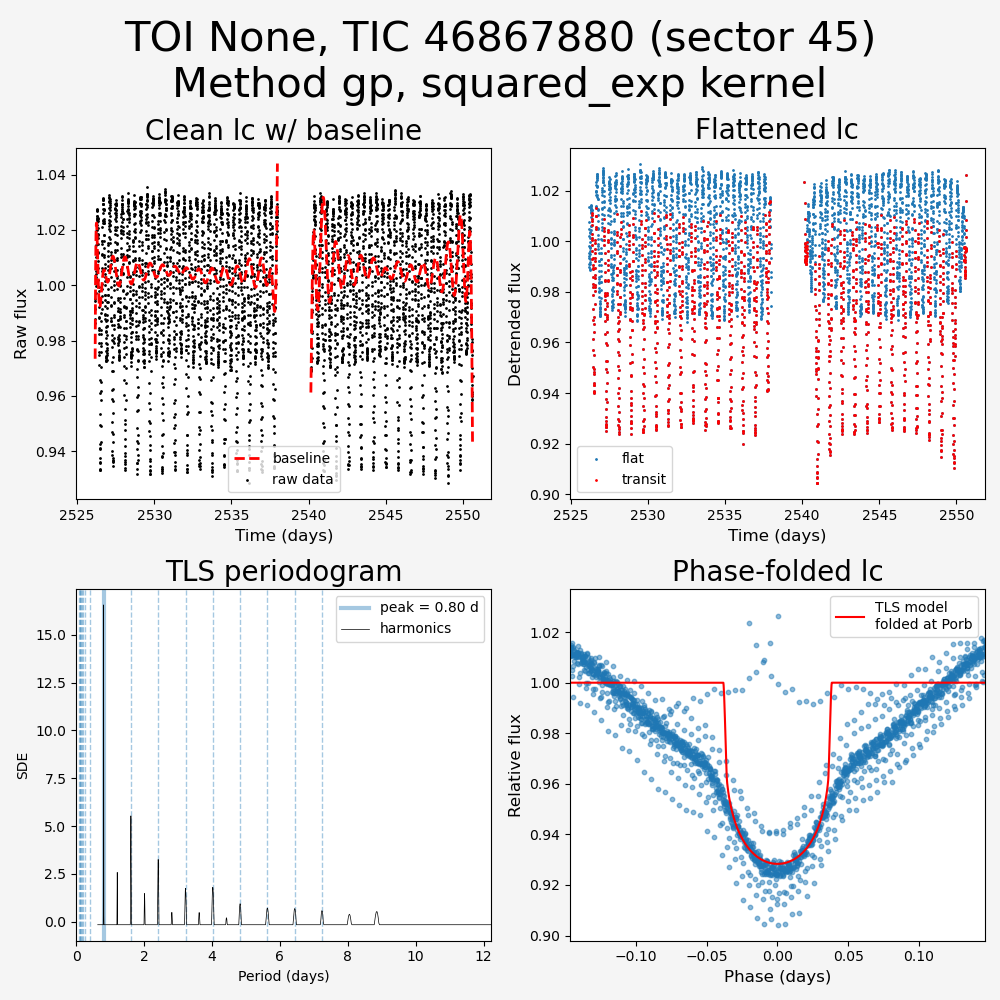 TOI None, TIC 46867880 (sector 45)
Method gp, squared_exp kernel
Clean lc w/ baseline
Raw flux
1.04
1.02
1.00
0.98
0.96
0.94
baseline
raw data
2525
2530
2535
2540
2545
2550
Time (days)
Flattened lc
Detrended flux
1.02
1.00
0.98
0.96
0.94
0.92
0.90
flat
transit
2525
2530
2535
2540
2545
2550
Time (days)
TLS periodogram
SDE
15.0
12.5
10.0
7.5
5.0
2.5
0.0
peak = 0.80 d
harmonics
0
2
4
6
8
10
12
Period (days)
Phase-folded lc
Relative flux
1.02
1.00
0.98
0.96
0.94
0.92
0.90
TLS model
folded at Porb
−0.10
−0.05
0.00
0.05
0.10
Phase (days)